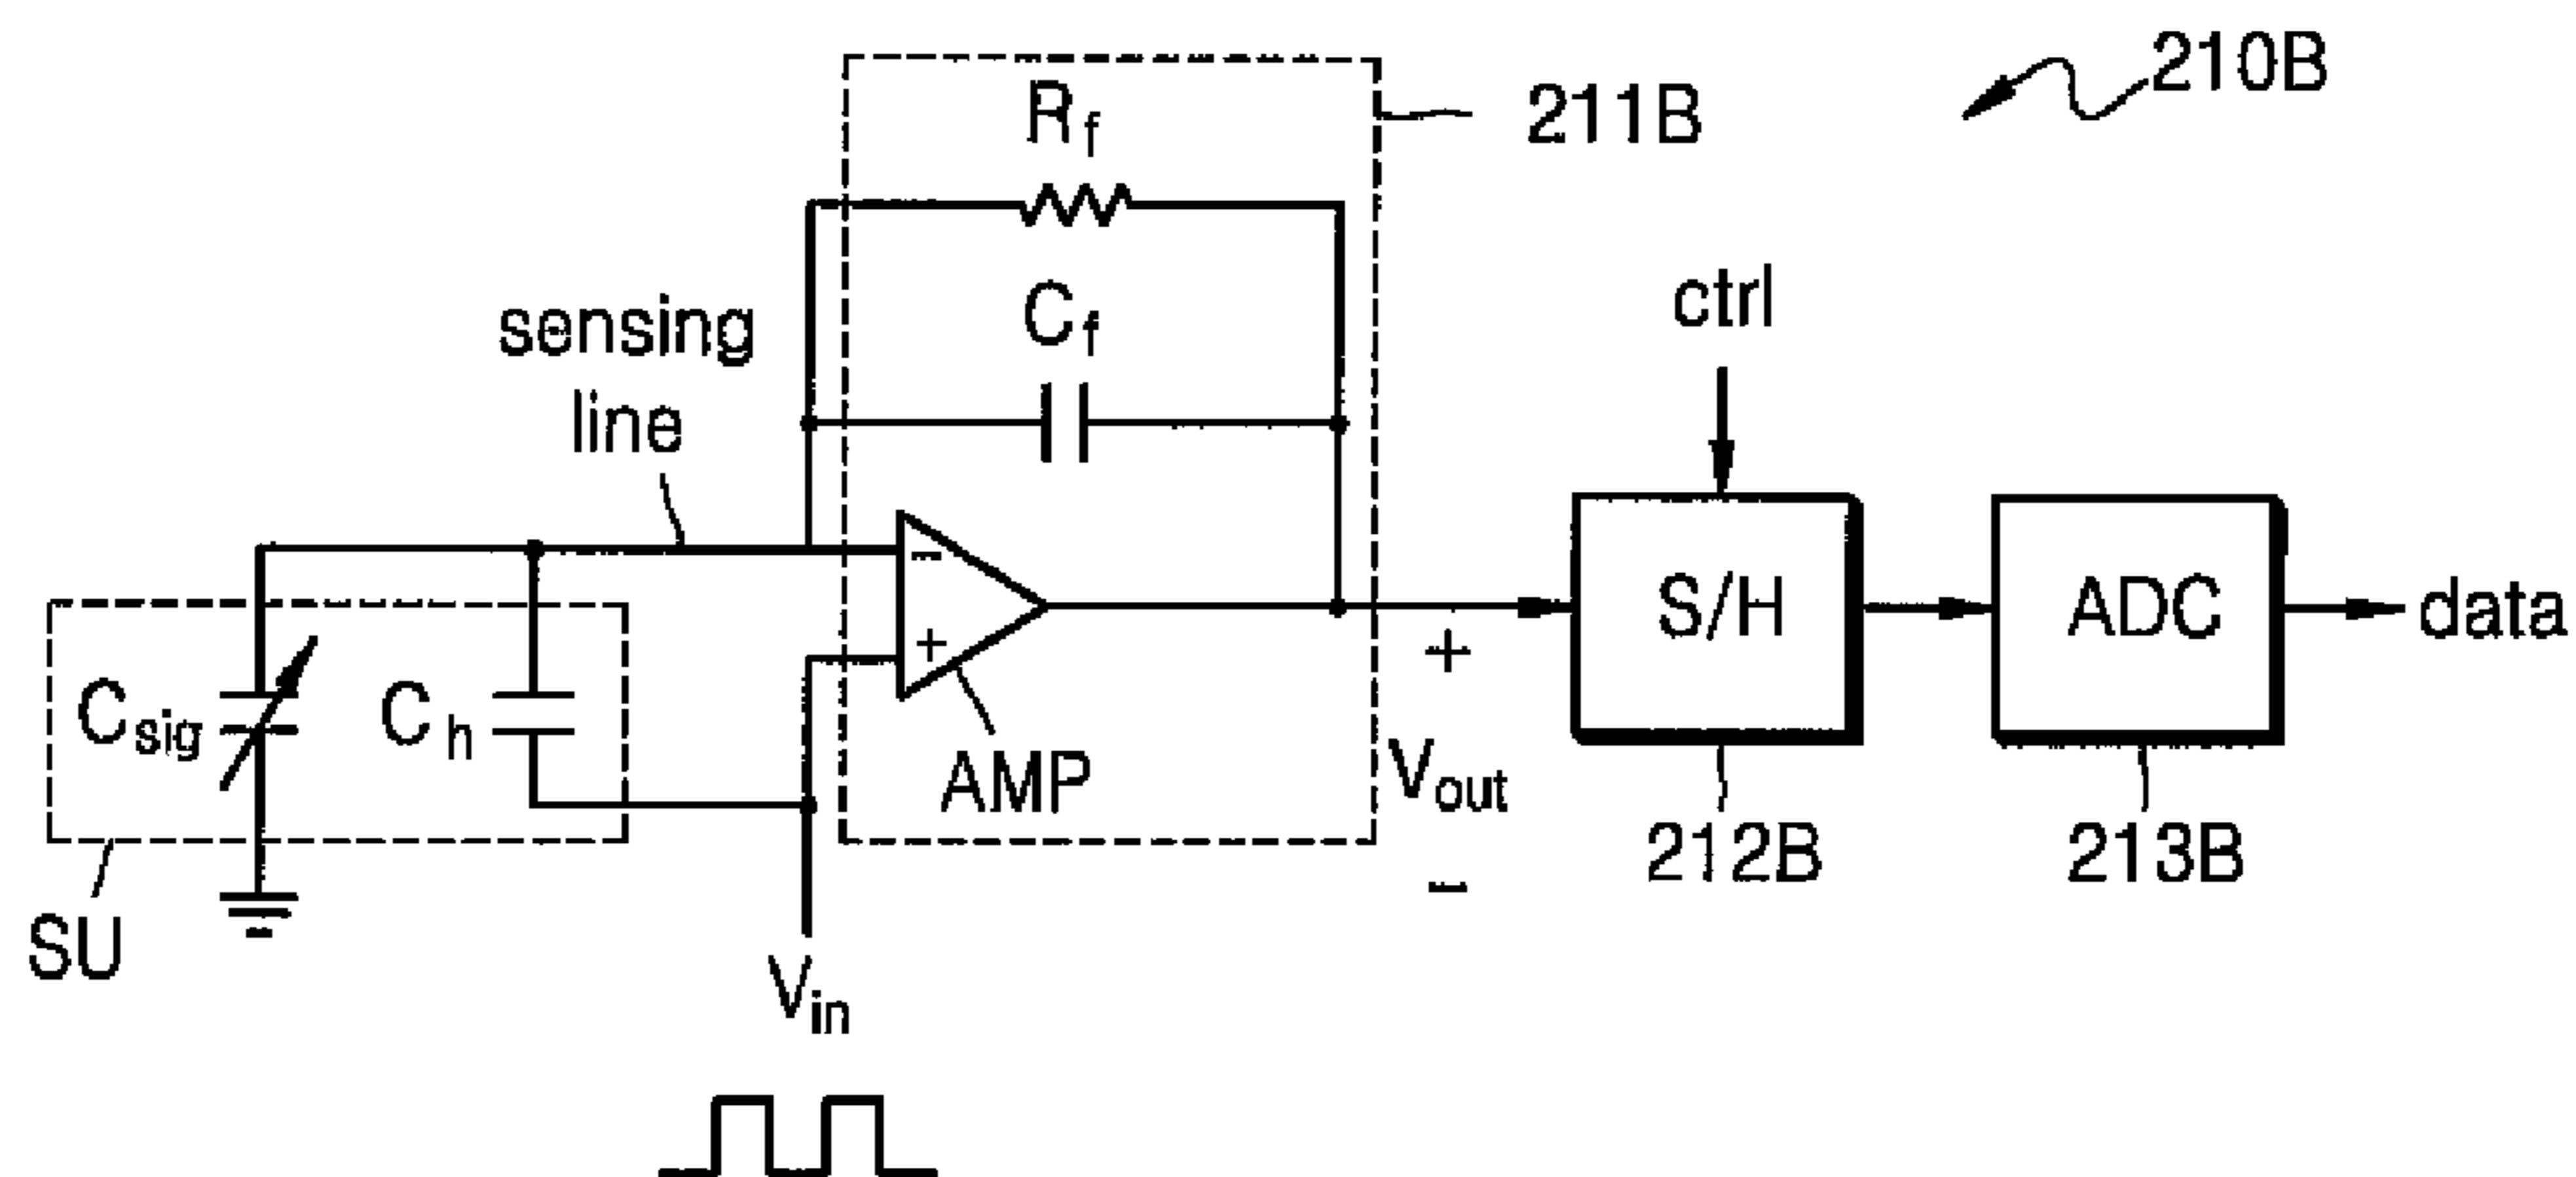 210B
211B
Rf
Cf
sensing
line
ctrl
-
+
AMP
S/H
ADC
data
Csig
Ch
+
Vout
-
212B
213B
SU
Vin